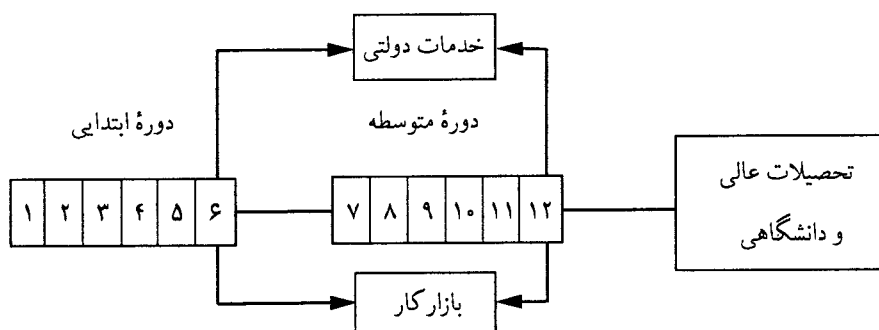 خدمات دولتی
دورهٔ ابتدایی
دورهٔ متوسطه
۱ ۲ ۳ ۴ ۵ ۶
۷ ۸ ۹ ۱۰ ۱۱ ۱۲
تحصیلات عالی
و دانشگاهی
بازار کار